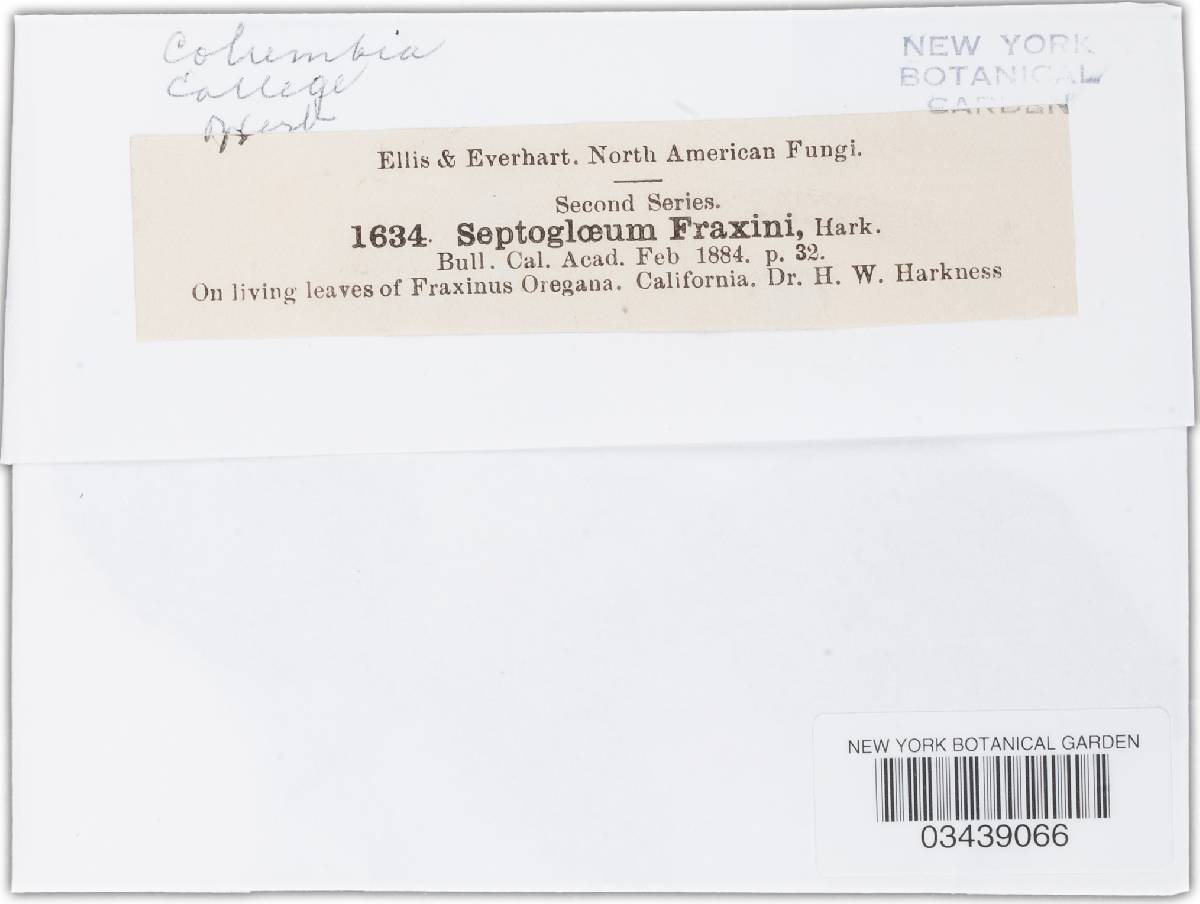 Columbia
College
Herb
NEW YORK
BOTANICAL
GARDEN
Ellis & Everhart. North American Fungi.
Second Series.
1634. Septoglœum Fraxini, Hark.
Bull. Cal. Acad. Feb 1884. p. 32.
On living leaves of Fraxinus Oregana. California. Dr. H. W. Harkness
NEW YORK BOTANICAL GARDEN
03439066